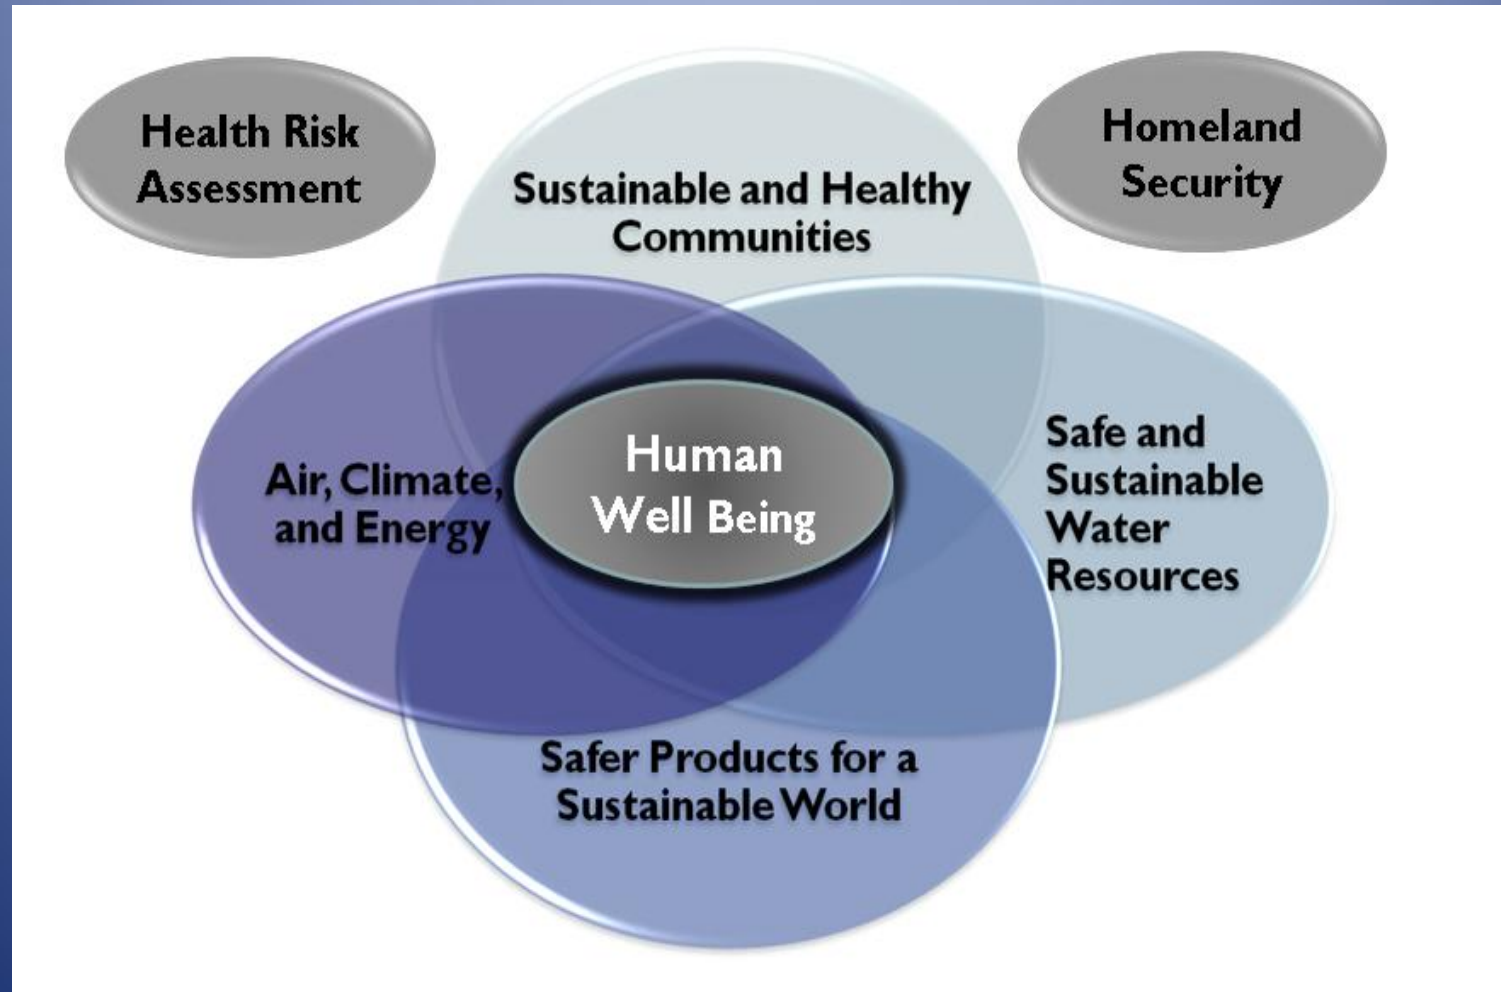 Health Risk
Assessment
Homeland
Security
Sustainable and Healthy
Communities
Air, Climate,
and Energy
Human
Well Being
Safe and
Sustainable
Water
Resources
Safer Products for a
Sustainable World